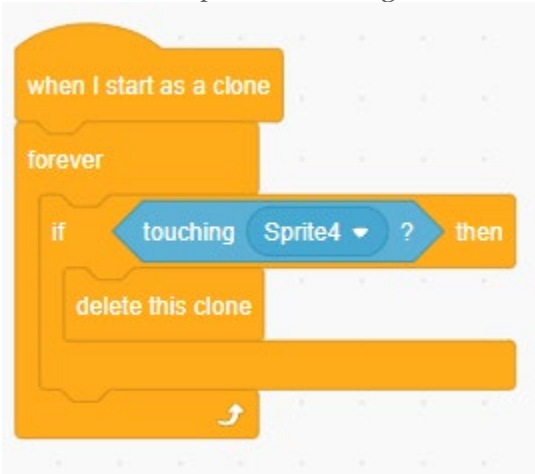 when I start as a clone
forever
if touching Sprite4 ? then
delete this clone